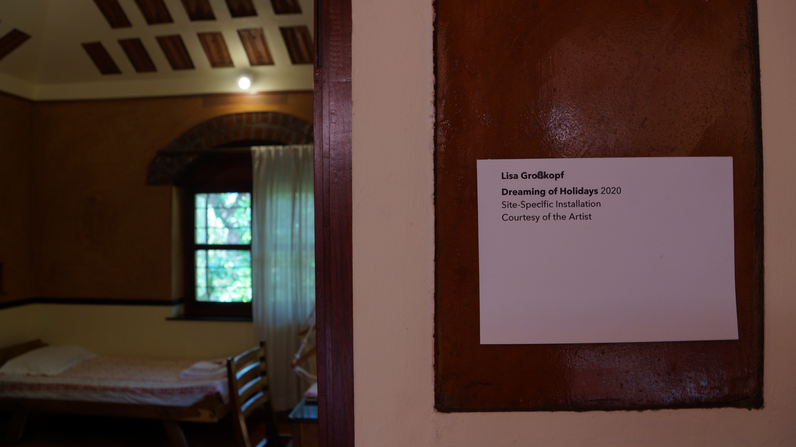 Lisa Großkopf
Dreaming of Holidays 2020
Site-Specific Installation
Courtesy of the Artist